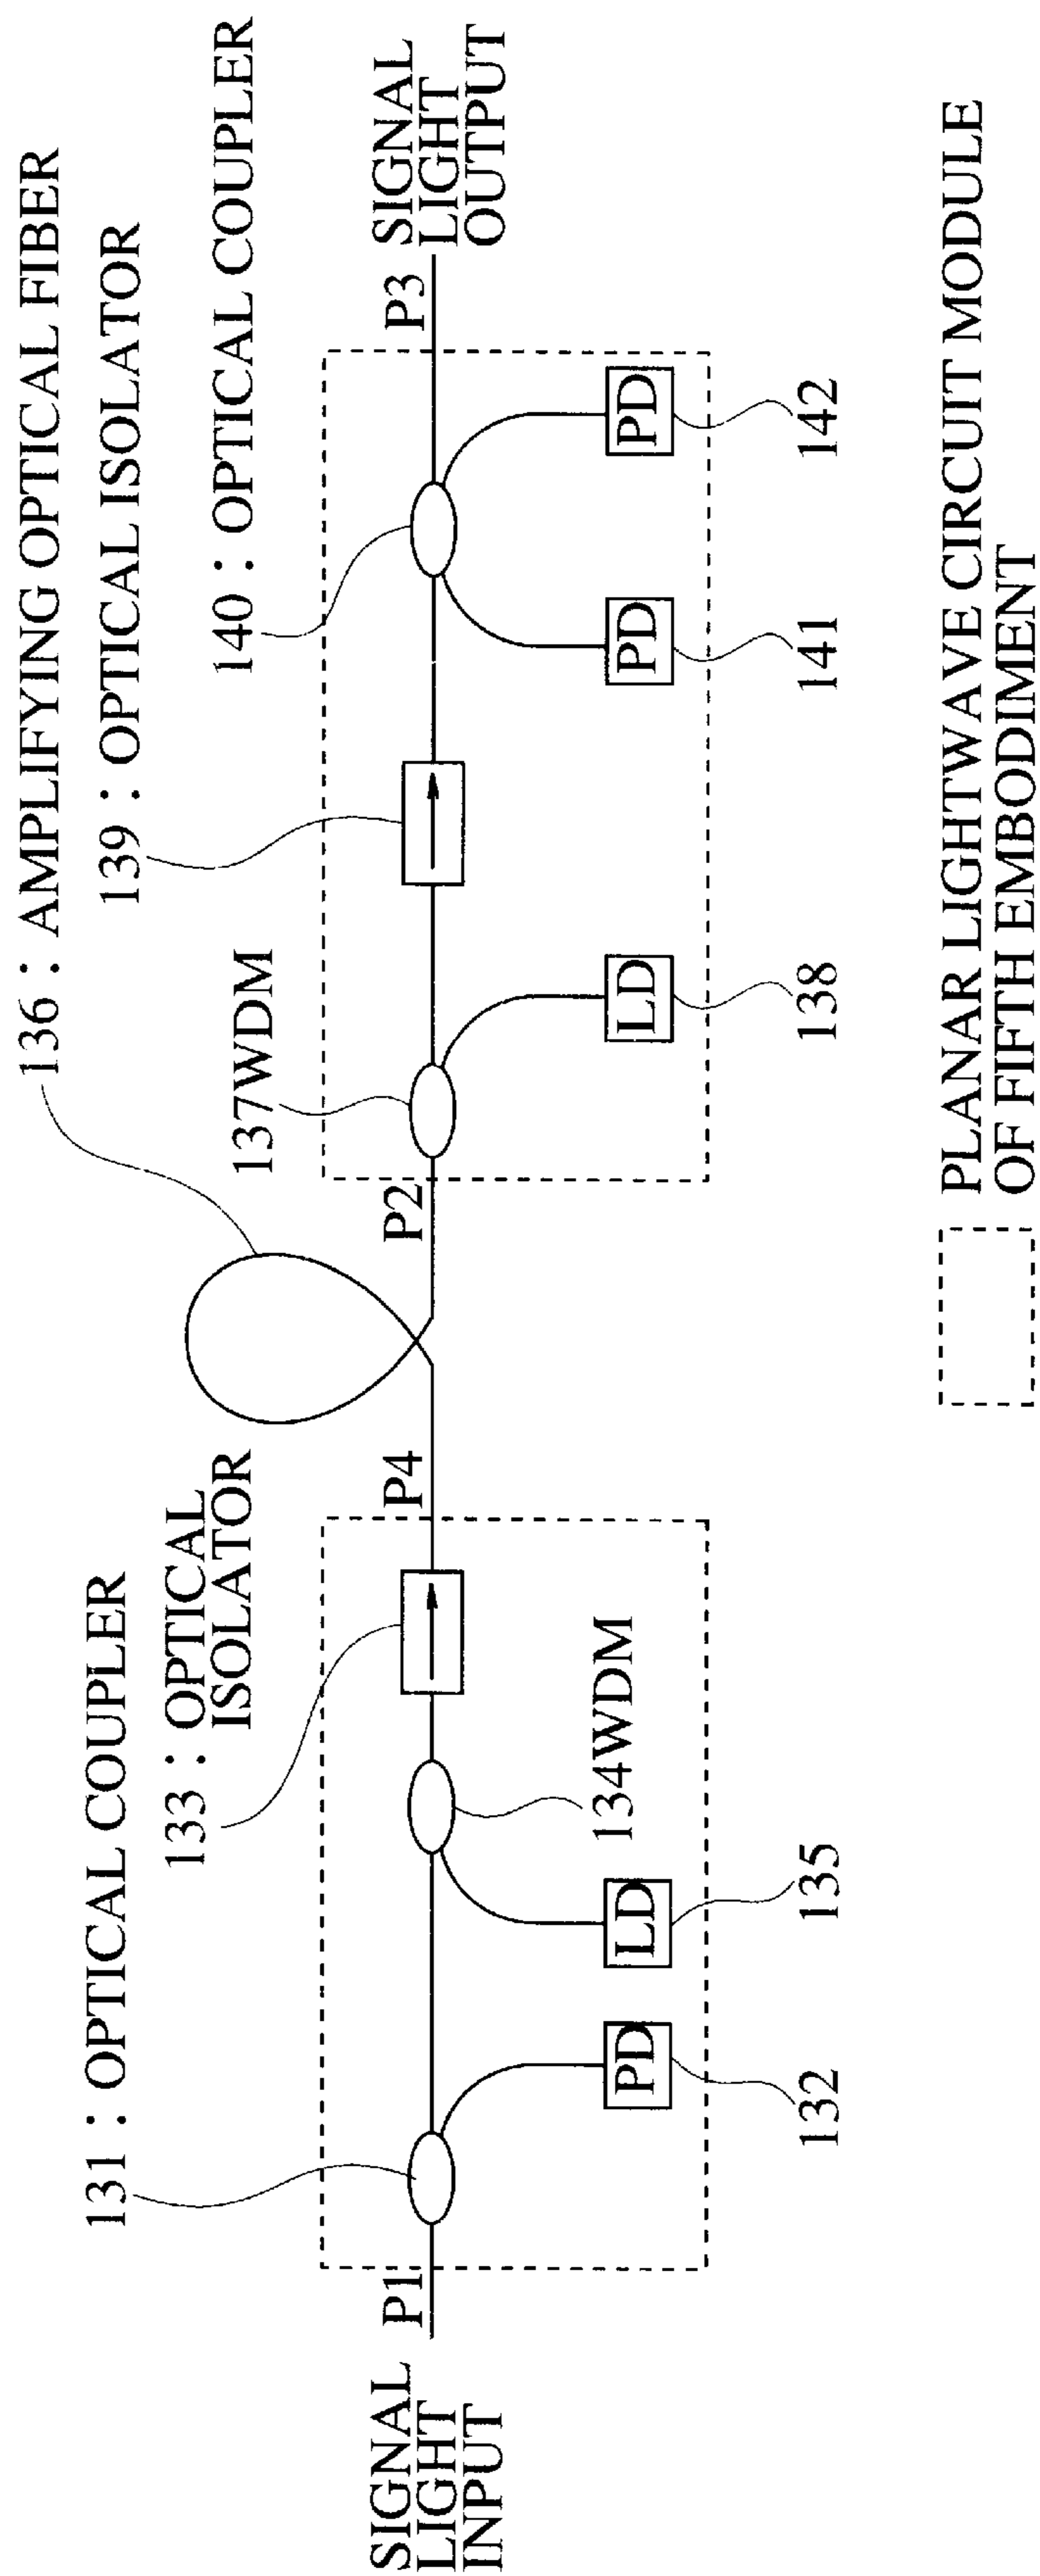 136 : AMPLIFYING OPTICAL FIBER
139 : OPTICAL ISOLATOR
140 : OPTICAL COUPLER
131 : OPTICAL COUPLER
133 : OPTICAL
ISOLATOR
137WDM
SIGNAL
LIGHT
INPUT
P1
P4
P2
P3
SIGNAL
LIGHT
OUTPUT
134WDM
PD
LD
LD
PD
PD
132
135
138
141
142
PLANAR LIGHTWAVE CIRCUIT MODULE
OF FIFTH EMBODIMENT